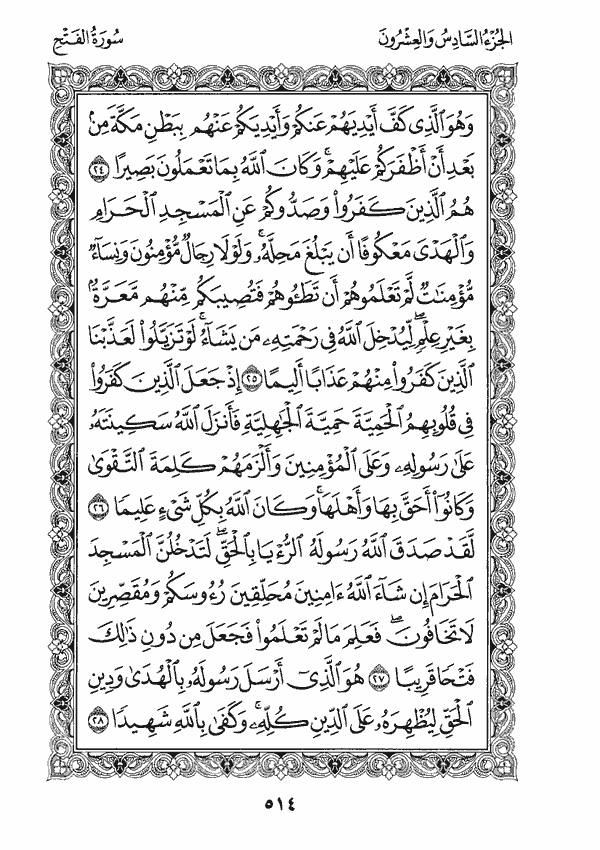 الجُزْءُ السَّادِسُ وَالعِشْرُونَ
سُورَةُ الفَتْحِ
وَهُوَ ٱلَّذِى كَفَّ أَيْدِيَهُمْ عَنكُمْ وَأَيْدِيَكُمْ عَنْهُم بِبَطْنِ مَكَّةَ مِنۢ
بَعْدِ أَنْ أَظْفَرَكُمْ عَلَيْهِمْ ۚ وَكَانَ ٱللَّهُ بِمَا تَعْمَلُونَ بَصِيرًا ٢٤
هُمُ ٱلَّذِينَ كَفَرُوا۟ وَصَدُّوكُمْ عَنِ ٱلْمَسْجِدِ ٱلْحَرَامِ
وَٱلْهَدْىَ مَعْكُوفًا أَن يَبْلُغَ مَحِلَّهُۥ ۚ وَلَوْلَا رِجَالٌ مُّؤْمِنُونَ وَنِسَآءٌ
مُّؤْمِنَـٰتٌ لَّمْ تَعْلَمُوهُمْ أَن تَطَـُٔوهُمْ فَتُصِيبَكُم مِّنْهُم مَّعَرَّةٌۢ
بِغَيْرِ عِلْمٍ ۖ لِّيُدْخِلَ ٱللَّهُ فِى رَحْمَتِهِۦ مَن يَشَآءُ ۚ لَوْ تَزَيَّلُوا۟ لَعَذَّبْنَا
ٱلَّذِينَ كَفَرُوا۟ مِنْهُمْ عَذَابًا أَلِيمًا ٢٥ إِذْ جَعَلَ ٱلَّذِينَ كَفَرُوا۟
فِى قُلُوبِهِمُ ٱلْحَمِيَّةَ حَمِيَّةَ ٱلْجَـٰهِلِيَّةِ فَأَنزَلَ ٱللَّهُ سَكِينَتَهُۥ
عَلَىٰ رَسُولِهِۦ وَعَلَى ٱلْمُؤْمِنِينَ وَأَلْزَمَهُمْ كَلِمَةَ ٱلتَّقْوَىٰ
وَكَانُوٓا۟ أَحَقَّ بِهَا وَأَهْلَهَا ۚ وَكَانَ ٱللَّهُ بِكُلِّ شَىْءٍ عَلِيمًا ٢٦
لَّقَدْ صَدَقَ ٱللَّهُ رَسُولَهُ ٱلرُّءْيَا بِٱلْحَقِّ ۖ لَتَدْخُلُنَّ ٱلْمَسْجِدَ
ٱلْحَرَامَ إِن شَآءَ ٱللَّهُ ءَامِنِينَ مُحَلِّقِينَ رُءُوسَكُمْ وَمُقَصِّرِينَ
لَا تَخَافُونَ ۖ فَعَلِمَ مَا لَمْ تَعْلَمُوا۟ فَجَعَلَ مِن دُونِ ذَٰلِكَ
فَتْحًا قَرِيبًا ٢٧ هُوَ ٱلَّذِىٓ أَرْسَلَ رَسُولَهُۥ بِٱلْهُدَىٰ وَدِينِ
ٱلْحَقِّ لِيُظْهِرَهُۥ عَلَى ٱلدِّينِ كُلِّهِۦ ۚ وَكَفَىٰ بِٱللَّهِ شَهِيدًا ٢٨
٥١٤